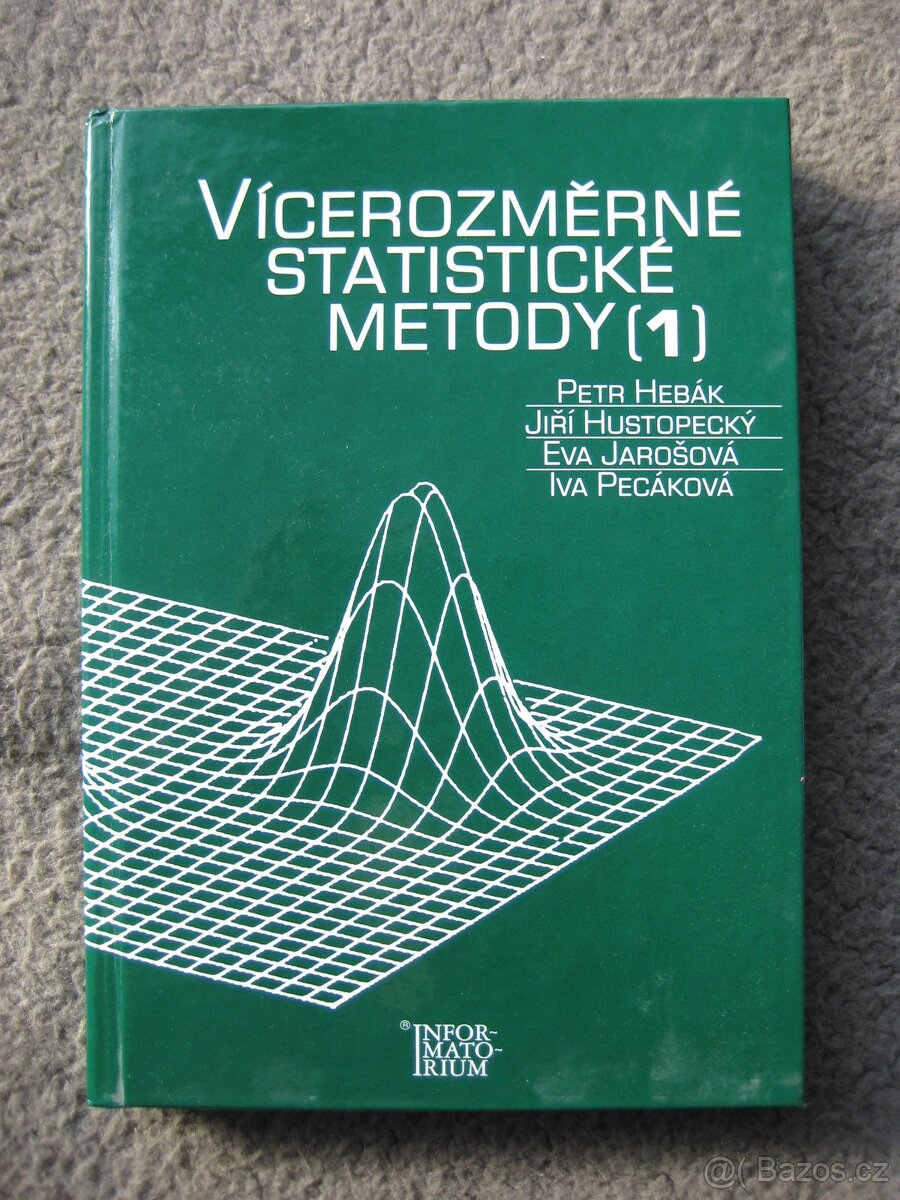 VÍCEROZMĚRNÉ
STATISTICKÉ
METODY (1)
PETR HEBÁK
JIŘÍ HUSTOPECKÝ
EVA JAROŠOVÁ
IVA PECÁKOVÁ
® INFOR~
MATO~
RIUM
@( Bazos.cz